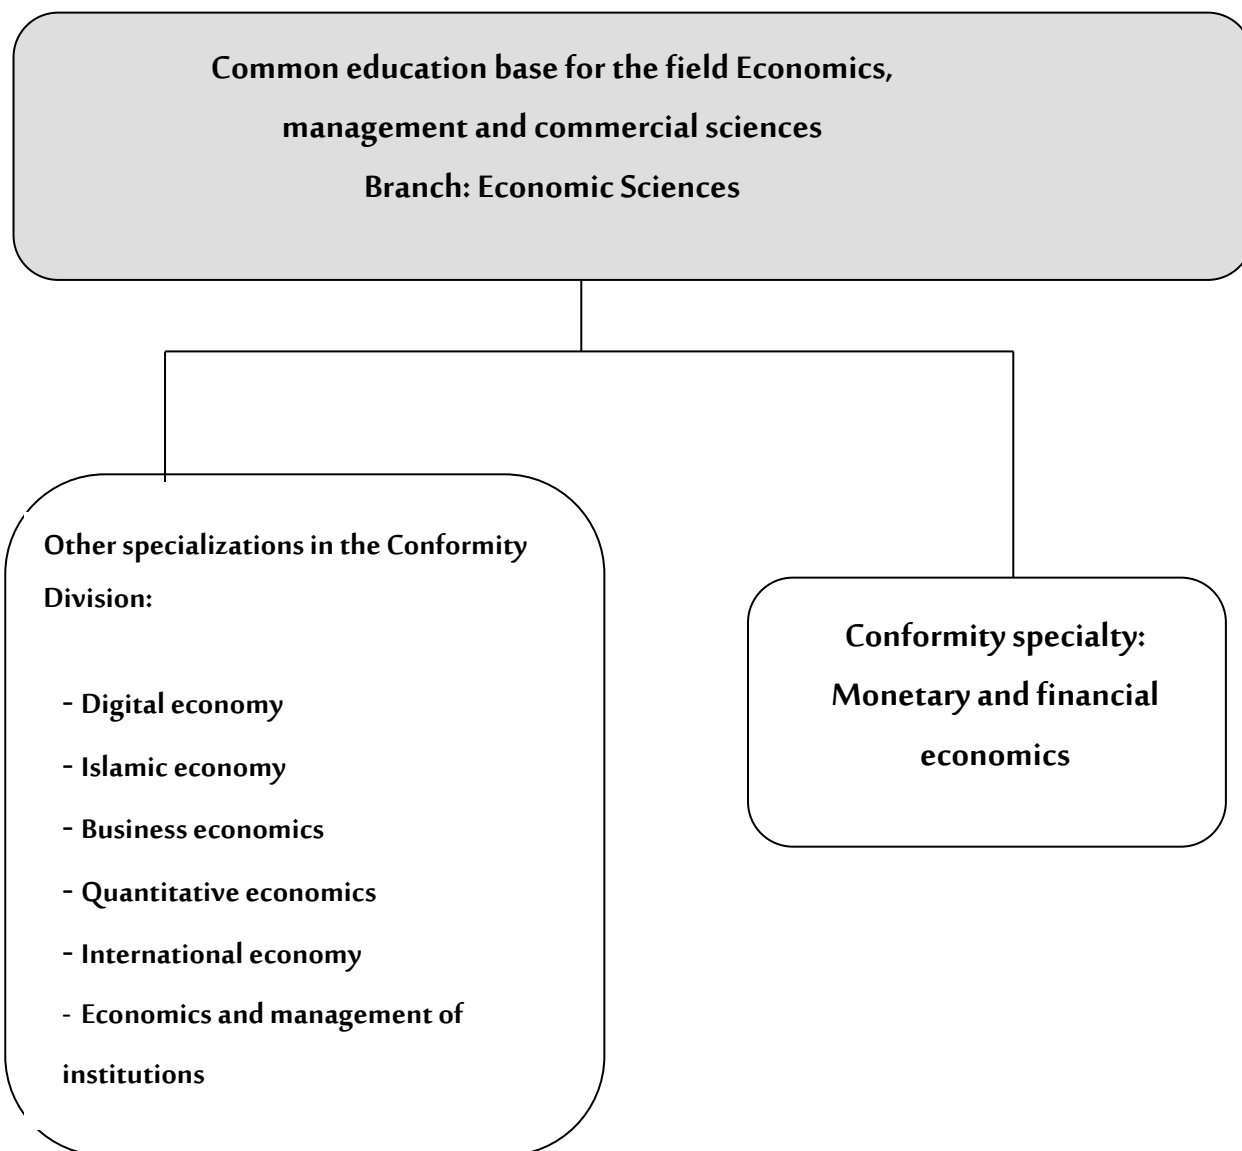 Common education base for the field Economics,
management and commercial sciences
Branch: Economic Sciences
Other specializations in the Conformity
Division:
- Digital economy
- Islamic economy
- Business economics
- Quantitative economics
- International economy
- Economics and management of
institutions
Conformity specialty:
Monetary and financial
economics